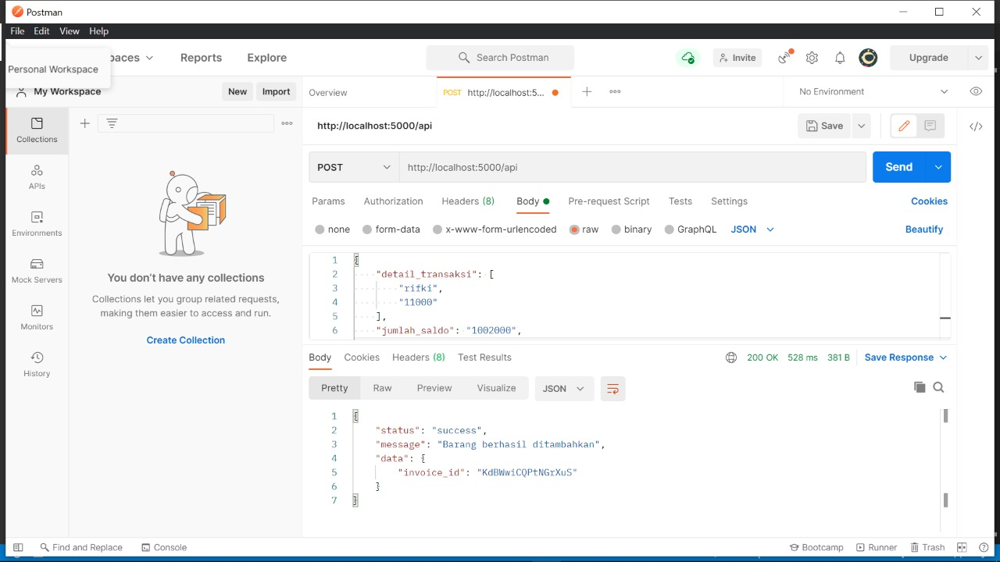 Postman
File Edit View Help
paces Reports Explore Search Postman Invite Upgrade
Personal Workspace
My Workspace New Import
Overview POST http://localhost:5... No Environment
http://localhost:5000/api Save
Collections
APIs
Environments
Mock Servers
Monitors
History
You don't have any collections
Collections let you group related requests,
making them easier to access and run.
Create Collection
POST http://localhost:5000/api Send
Params Authorization Headers (8) Body Pre-request Script Tests Settings Cookies
none form-data x-www-form-urlencoded raw binary GraphQL JSON Beautify
1 {
2 "detail_transaksi": [
3 "rifki",
4 "11000"
5 ],
6 "jumlah_saldo": "1002000",
Body Cookies Headers (8) Test Results 200 OK 528 ms 381 B Save Response
Pretty Raw Preview Visualize JSON
1 {
2 "status": "success",
3 "message": "Barang berhasil ditambahkan",
4 "data": {
5 "invoice_id": "KdBWwiCQPtNGrXuS"
6 }
7 }
Find and Replace Console Bootcamp Runner Trash